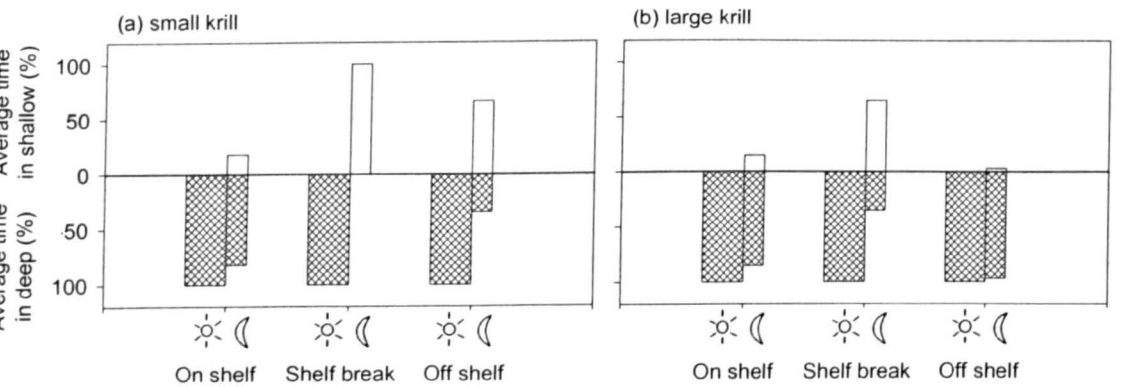 (a) small krill
(b) large krill
Average time
in shallow (%)
100
50
0
Average time
in deep (%)
50
100
On shelf
Shelf break
Off shelf
On shelf
Shelf break
Off shelf